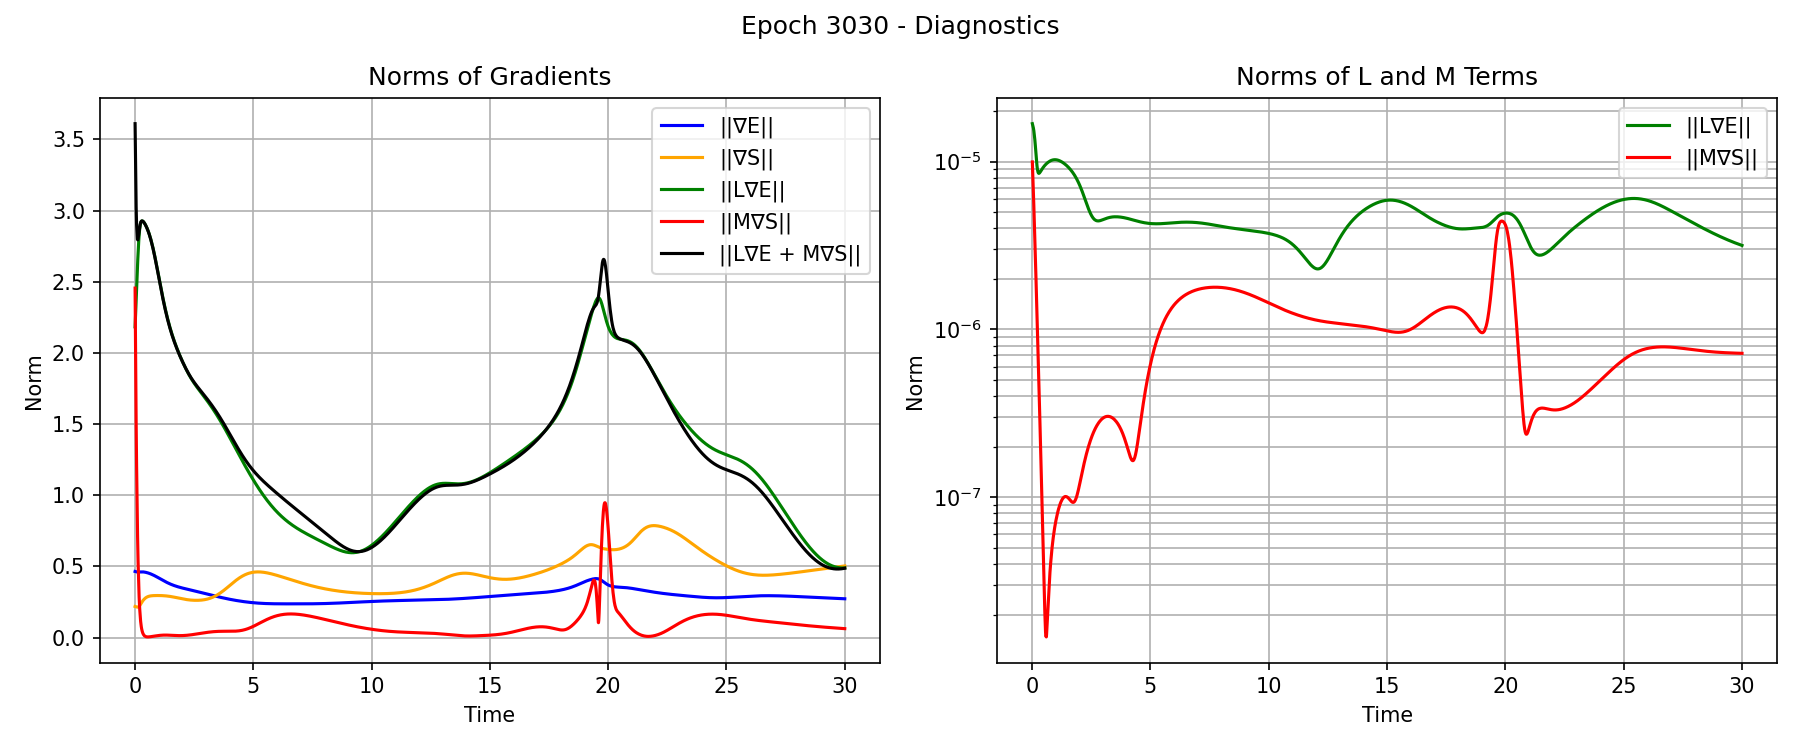 Epoch 3030 - Diagnostics
Norms of Gradients
Norm
3.5
3.0
2.5
2.0
1.5
1.0
0.5
0.0
||∇E||
||∇S||
||L∇E||
||M∇S||
||L∇E + M∇S||
0 5 10 15 20 25 30
Time
Norms of L and M Terms
Norm
10⁻⁵
10⁻⁶
10⁻⁷
||L∇E||
||M∇S||
0 5 10 15 20 25 30
Time